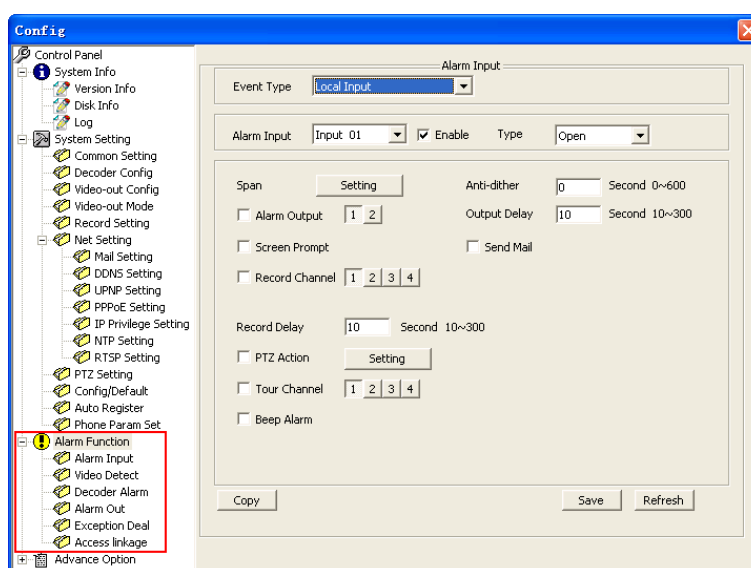 Config
Control Panel
System Info
Version Info
Disk Info
Log
System Setting
Common Setting
Decoder Config
Video-out Config
Video-out Mode
Record Setting
Net Setting
Mail Setting
DDNS Setting
UPNP Setting
PPPoE Setting
IP Privilege Setting
NTP Setting
RTSP Setting
PTZ Setting
Config/Default
Auto Register
Phone Param Set
Alarm Function
Alarm Input
Video Detect
Decoder Alarm
Alarm Out
Exception Deal
Access linkage
Advance Option
Alarm Input
Event Type Local Input
Alarm Input Input 01 Enable Type Open
Span Setting Anti-dither 0 Second 0~600
Alarm Output 1 2 Output Delay 10 Second 10~300
Screen Prompt Send Mail
Record Channel 1 2 3 4
Record Delay 10 Second 10~300
PTZ Action Setting
Tour Channel 1 2 3 4
Beep Alarm
Copy Save Refresh